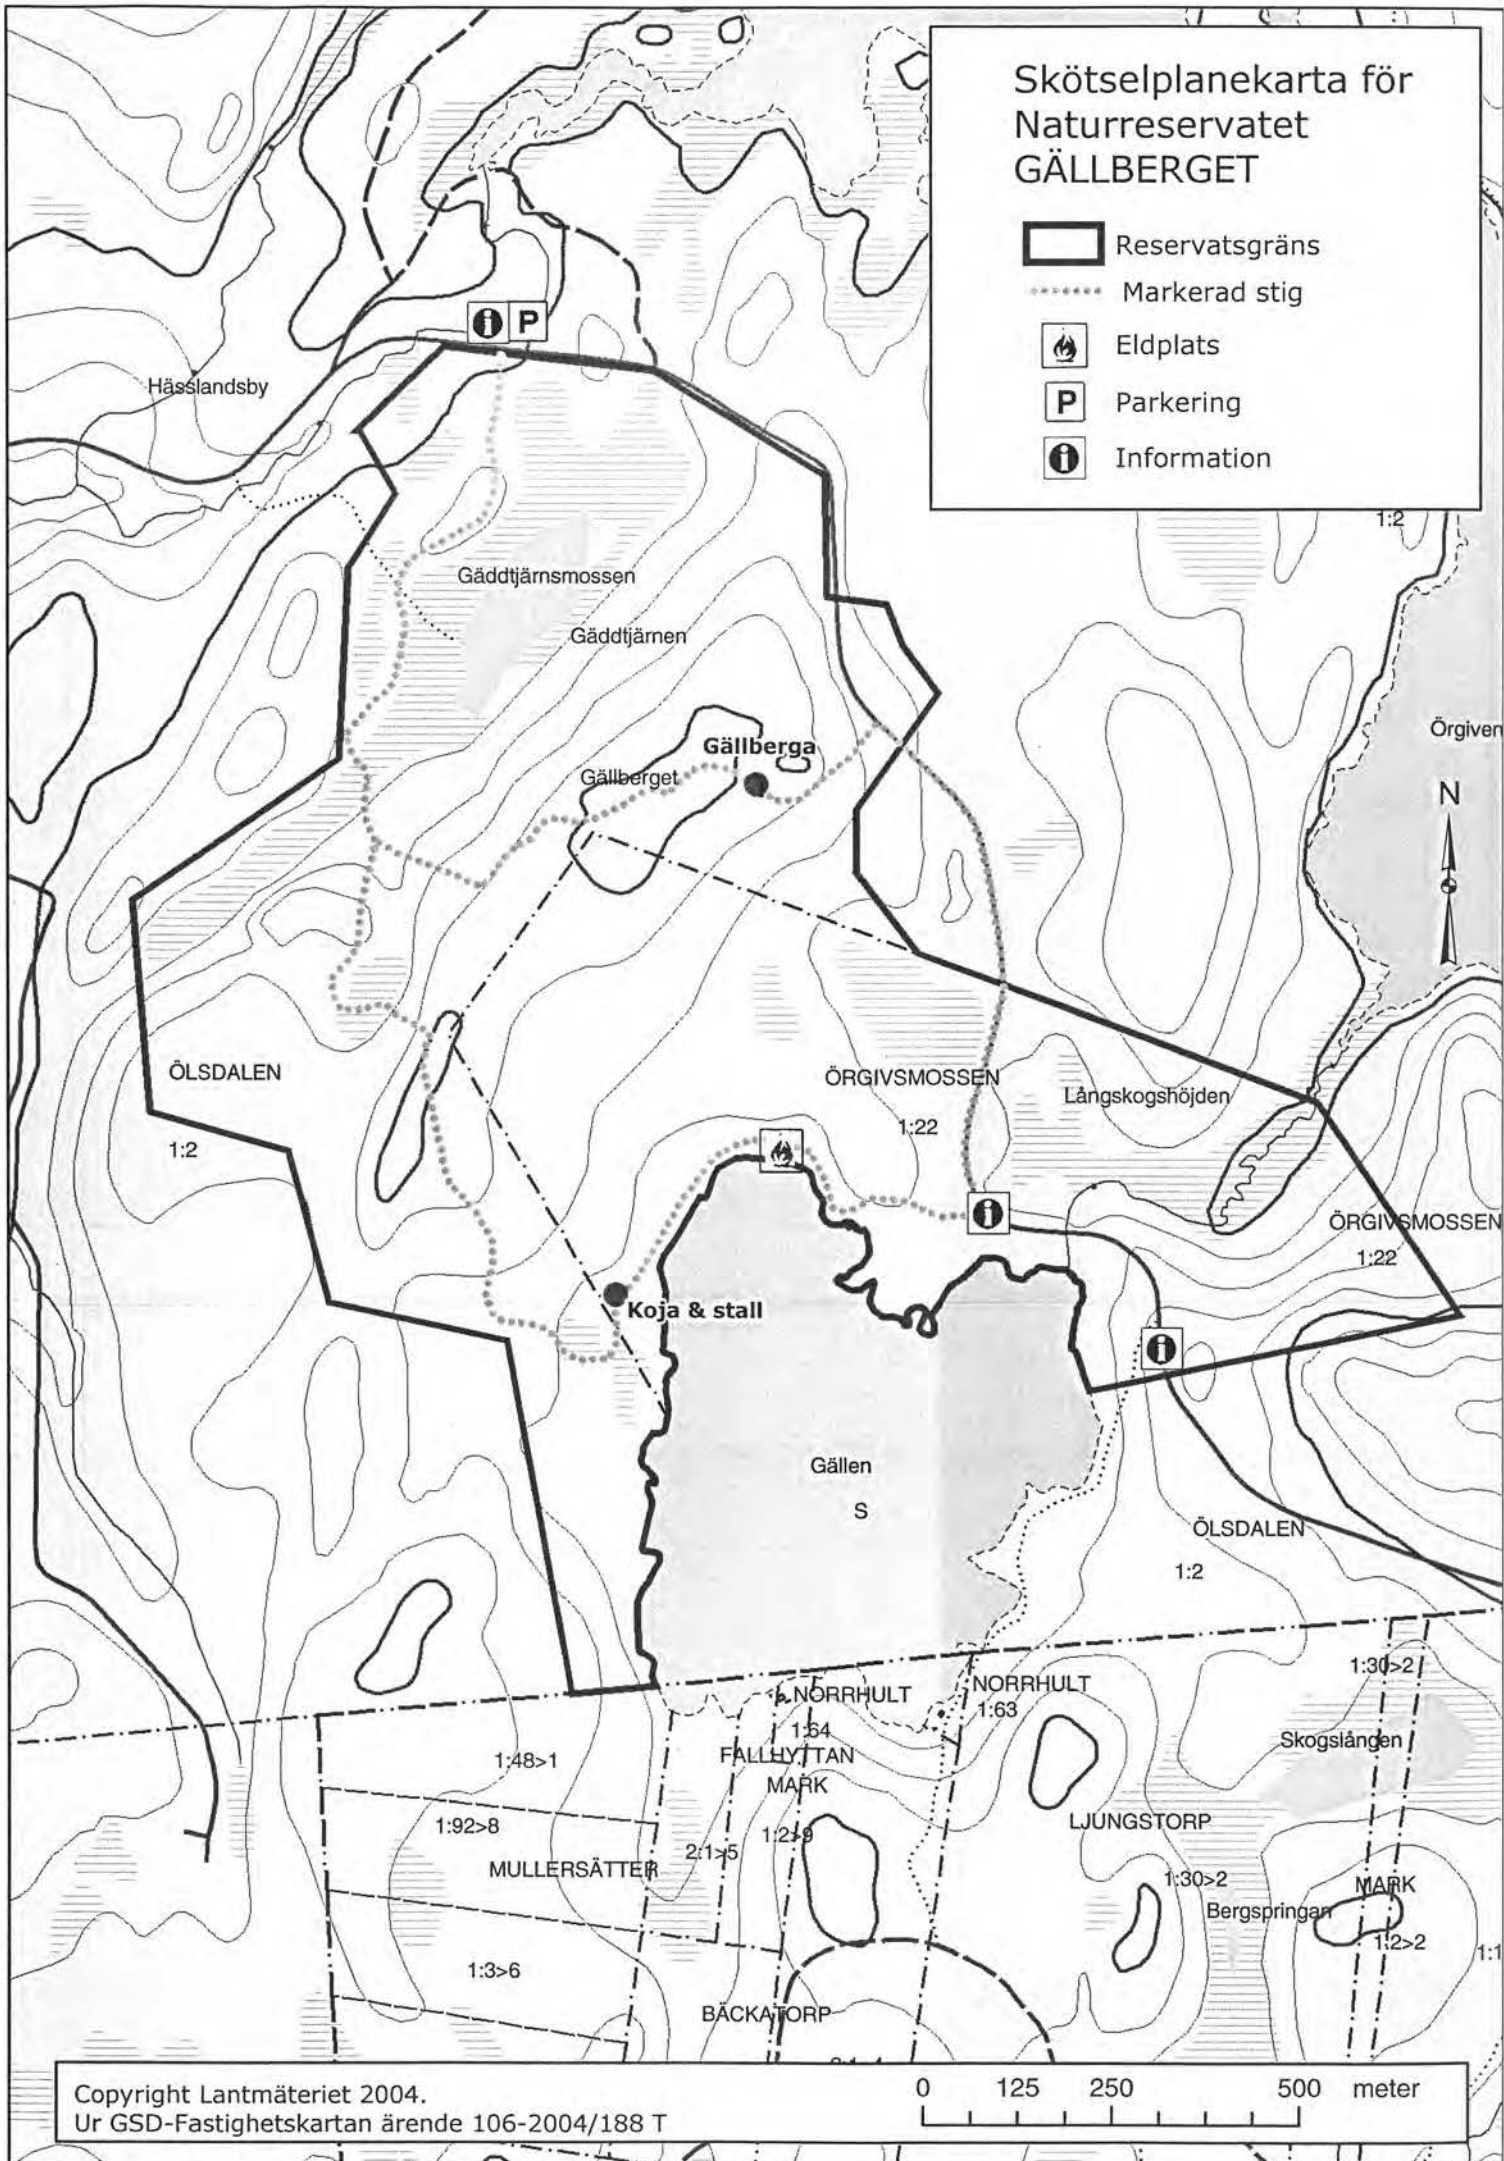 Skötselplanekarta för
Naturreservatet
GÄLLBERGET
Reservatsgräns
Markerad stig
Eldplats
P Parkering
i Information
i P
Hässlandsby
1:2
Gäddtjärnsmossen
Gäddtjärnen
Örgiven
Gällberga
Gällberget
N
ÖLSDALEN
1:2
ÖRGIVSMOSSEN
1:22
Långskogshöjden
i
ÖRGIVSMOSSEN
1:22
Koja & stall
i
Gällen
S
ÖLSDALEN
1:2
1:30>2
NORRHULT
1:64
NORRHULT
1:63
Skogslången
1:48>1
FALLHYTTAN
MARK
1:92>8
1:2>9
LJUNGSTORP
2:1>5
MULLERSÄTTER
1:30>2
MARK
Bergspringan
1:2>2
1:1
1:3>6
BÄCKATORP
Copyright Lantmäteriet 2004.
Ur GSD-Fastighetskartan ärende 106-2004/188 T
0 125 250 500 meter